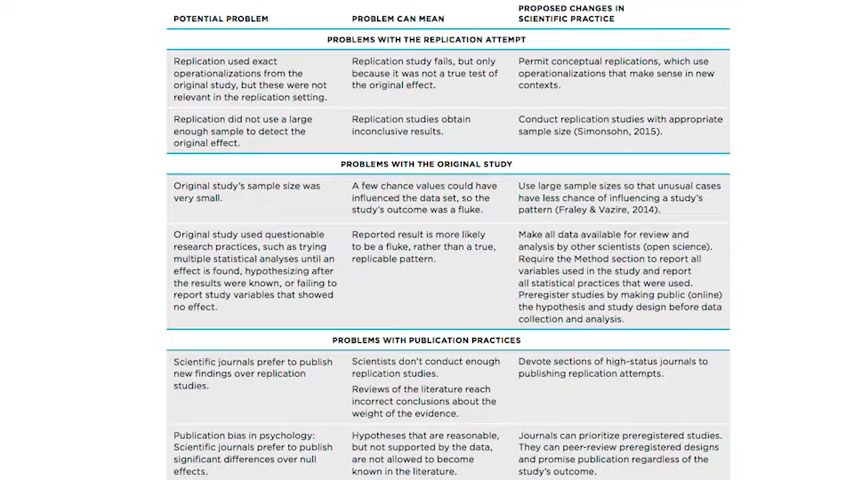 POTENTIAL PROBLEM
PROBLEM CAN MEAN
PROPOSED CHANGES IN
SCIENTIFIC PRACTICE
PROBLEMS WITH THE REPLICATION ATTEMPT
Replication used exact
operationalizations from the
original study, but these were not
relevant in the replication setting.
Replication study fails, but only
because it was not a true test of
the original effect.
Permit conceptual replications, which use
operationalizations that make sense in new
contexts.
Replication did not use a large
enough sample to detect the
original effect.
Replication studies obtain
inconclusive results.
Conduct replication studies with appropriate
sample size (Simonsohn, 2015).
PROBLEMS WITH THE ORIGINAL STUDY
Original study's sample size was
very small.
A few chance values could have
influenced the data set, so the
study's outcome was a fluke.
Use large sample sizes so that unusual cases
have less chance of influencing a study's
pattern (Fraley & Vazire, 2014).
Original study used questionable
research practices, such as trying
multiple statistical analyses until an
effect is found, hypothesizing after
the results were known, or failing to
report study variables that showed
no effect.
Reported result is more likely
to be a fluke, rather than a true,
replicable pattern.
Make all data available for review and
analysis by other scientists (open science).
Require the Method section to report all
variables used in the study and report
all statistical practices that were used.
Preregister studies by making public (online)
the hypothesis and study design before data
collection and analysis.
PROBLEMS WITH PUBLICATION PRACTICES
Scientific journals prefer to publish
new findings over replication
studies.
Scientists don't conduct enough
replication studies.
Reviews of the literature reach
incorrect conclusions about the
weight of the evidence.
Devote sections of high-status journals to
publishing replication attempts.
Publication bias in psychology:
Scientific journals prefer to publish
significant differences over null
effects.
Hypotheses that are reasonable,
but not supported by the data,
are not allowed to become
known in the literature.
Journals can prioritize preregistered studies.
They can peer-review preregistered designs
and promise publication regardless of the
study's outcome.